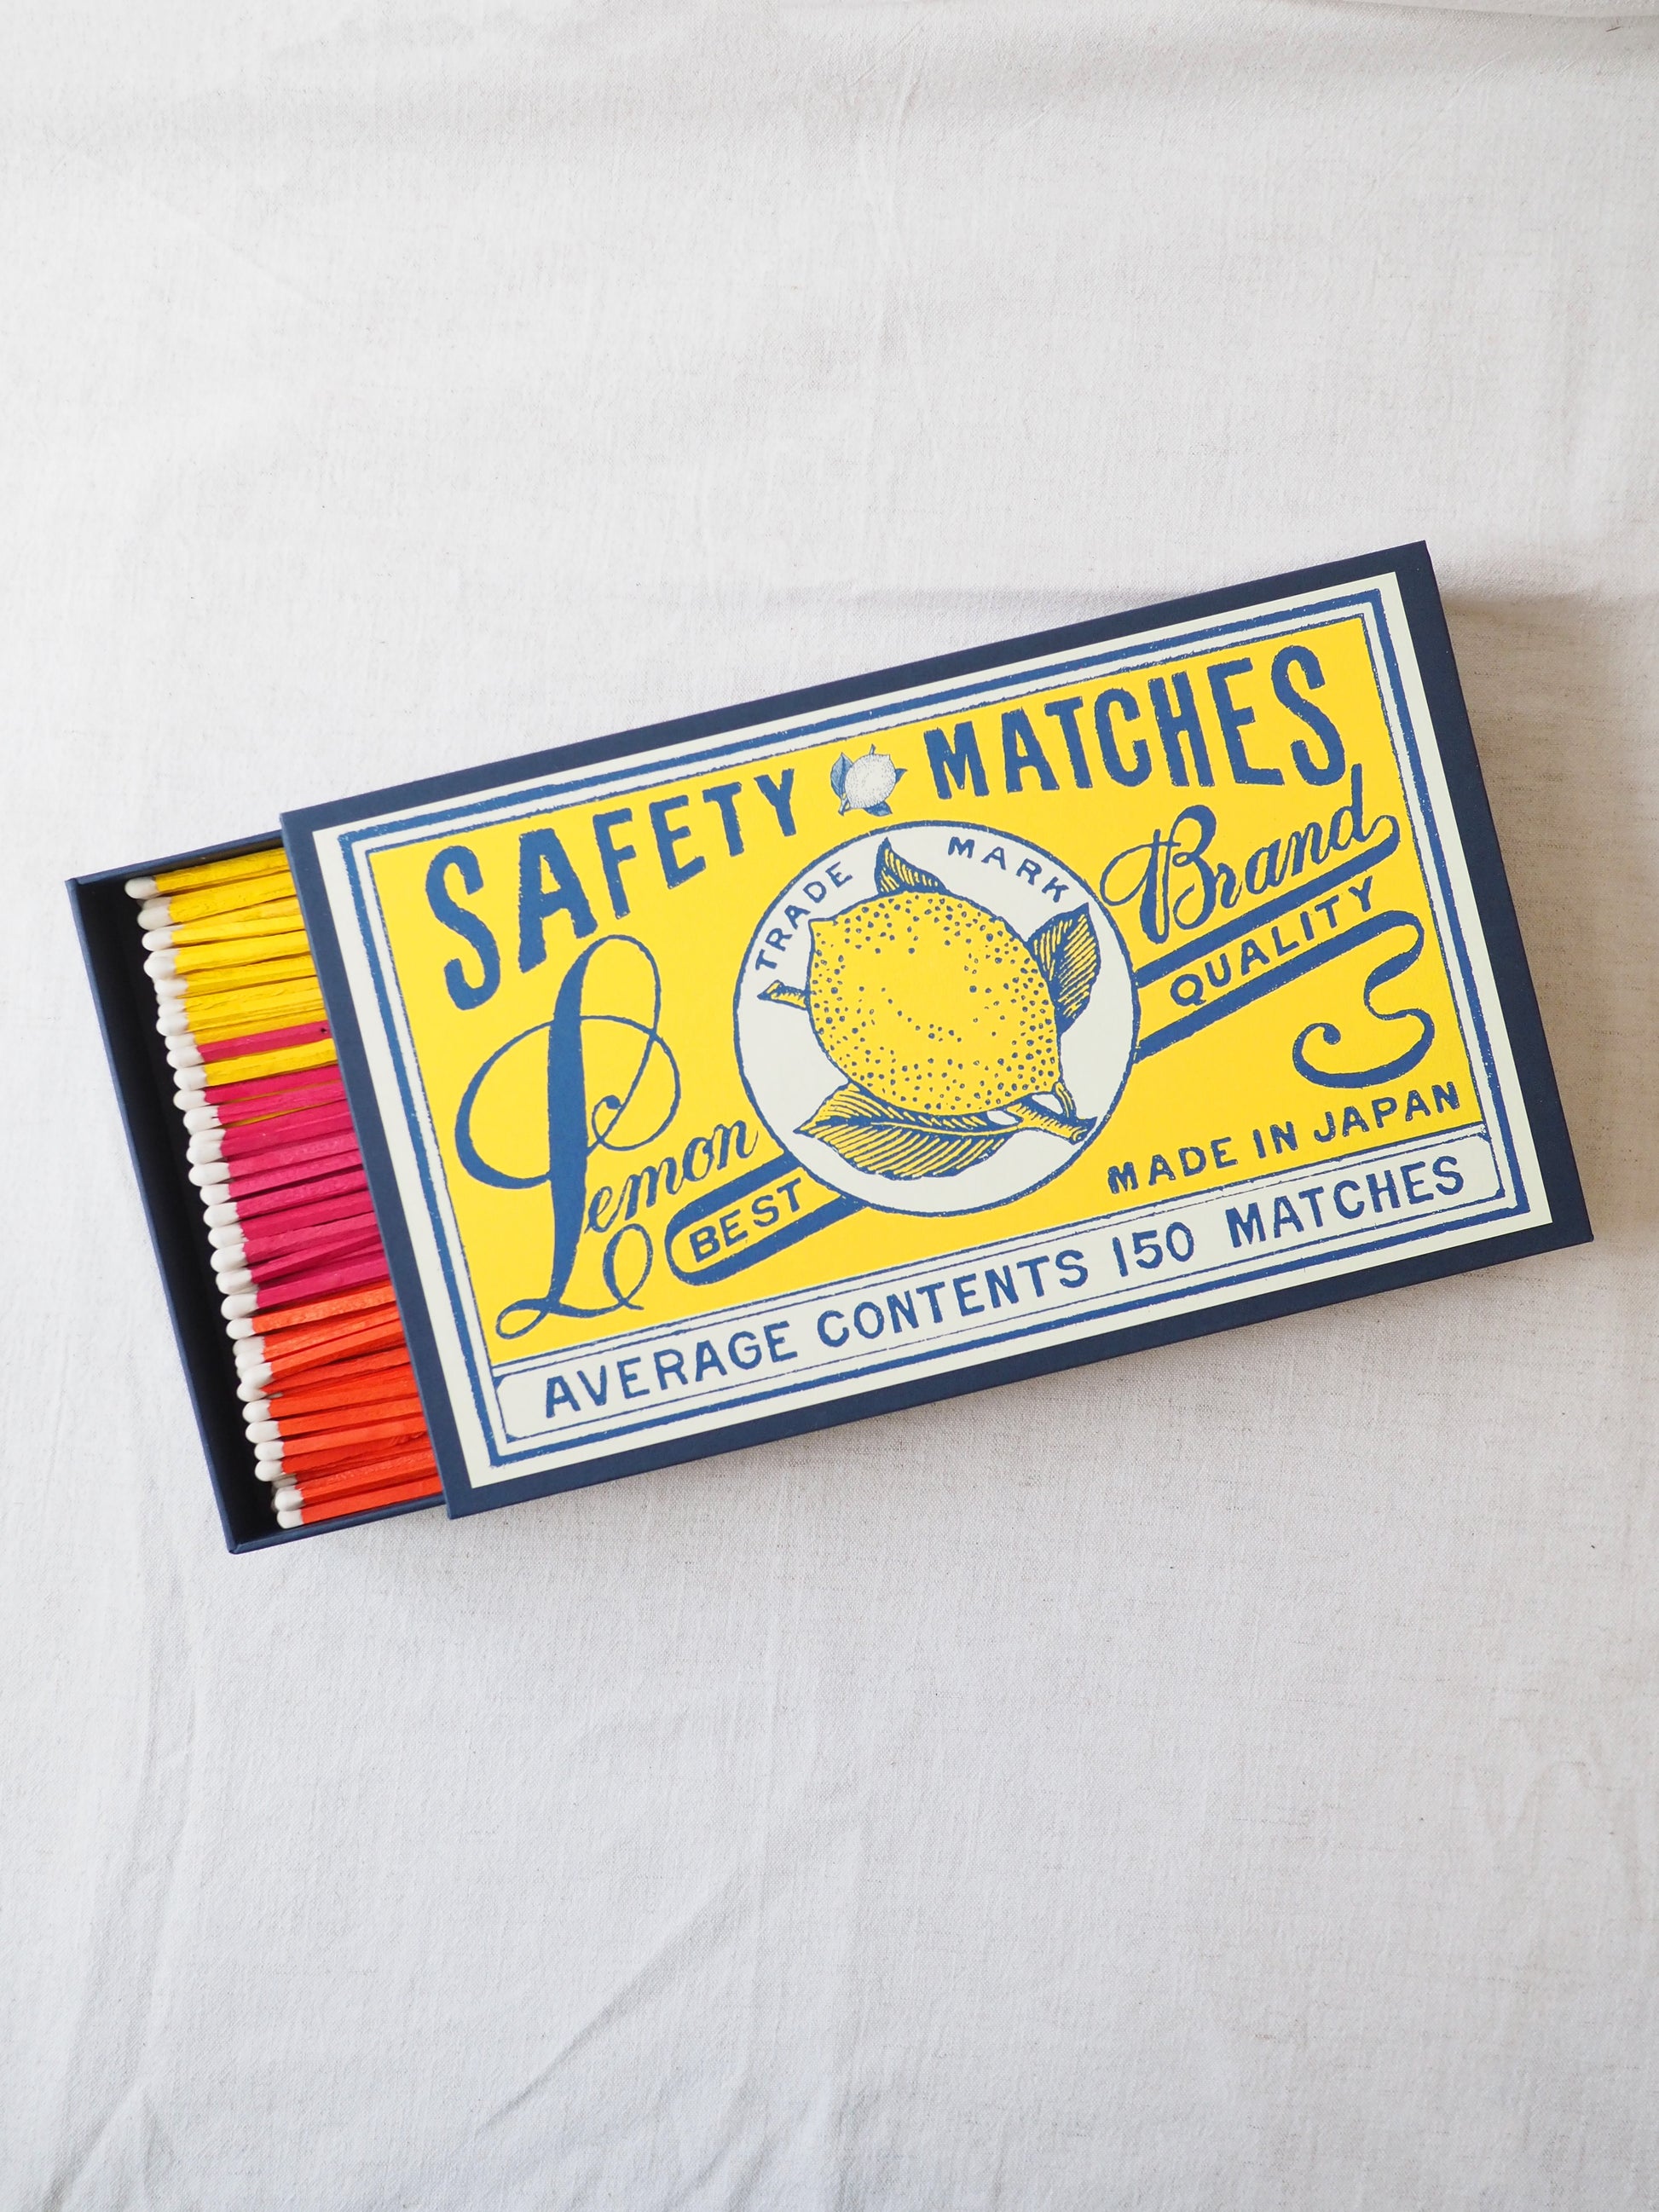 SAFETY MATCHES
TRADE MARK
Lemon Brand
BEST QUALITY
MADE IN JAPAN
AVERAGE CONTENTS 150 MATCHES